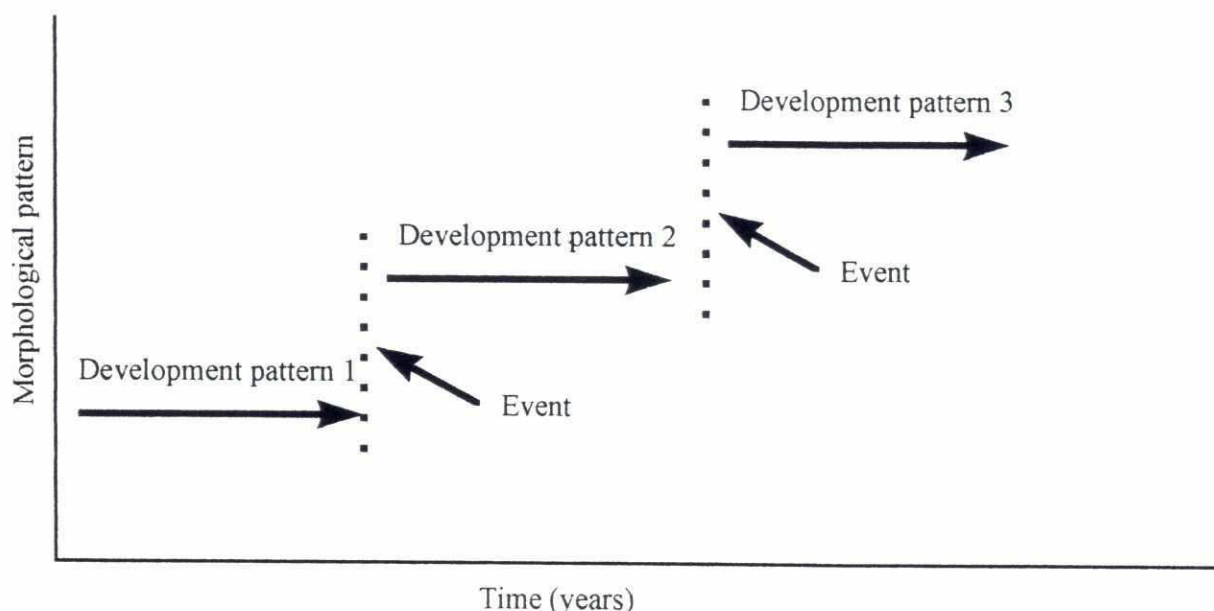 Development pattern 3
Development pattern 2
Event
Development pattern 1
Event
Morphological pattern
Time (years)